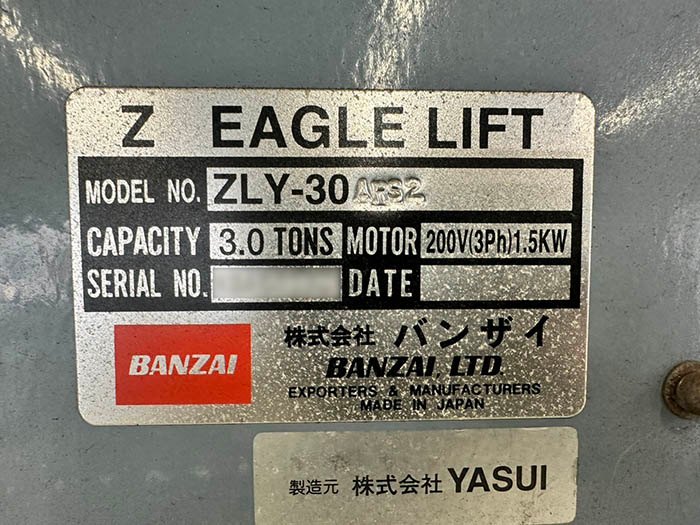 Z EAGLE LIFT
MODEL NO. ZLY-30 ARS2
CAPACITY 3.0 TONS MOTOR 200V(3Ph)1.5KW
SERIAL NO. DATE
BANZAI
株式会社 バンザイ
BANZAI, LTD.
EXPORTERS & MANUFACTURERS
MADE IN JAPAN
製造元 株式会社 YASUI